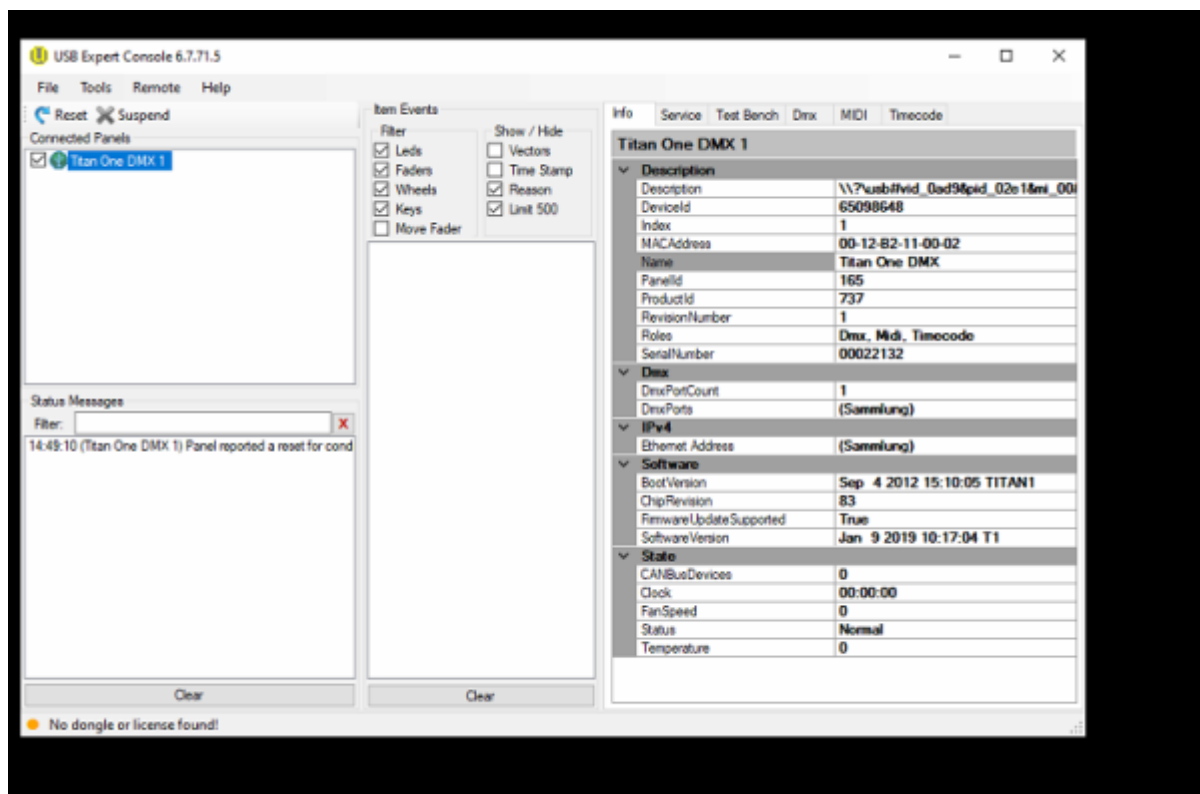 USB Expert Console 6.7.71.5
File Tools Remote Help
Reset Suspend
Connected Panels
Titan One DMX 1
Status Messages
Filter: X
14:49:10 (Titan One DMX 1) Panel reported a reset for cond
Clear
Item Events
Filter
Leds
Faders
Wheels
Keys
Move Fader
Show / Hide
Vectors
Time Stamp
Reason
Limit 500
Clear
Info Service Test Bench Dmx MIDI Timecode
Titan One DMX 1
Description
Description \\?\usb#vid_0ad9&pid_02e1&mi_00#
DeviceId 65098648
Index 1
MACAddress 00-12-B2-11-00-02
Name Titan One DMX
PanelId 165
ProductId 737
RevisionNumber 1
Roles Dmx, Midi, Timecode
SerialNumber 00022132
Dmx
DmxPortCount 1
DmxPorts (Sammlung)
IPv4
Ethernet Address (Sammlung)
Software
BootVersion Sep 4 2012 15:10:05 TITAN1
ChipRevision 83
FirmwareUpdateSupported True
SoftwareVersion Jan 9 2019 10:17:04 T1
State
CANBusDevices 0
Clock 00:00:00
FanSpeed 0
Status Normal
Temperature 0
No dongle or license found!